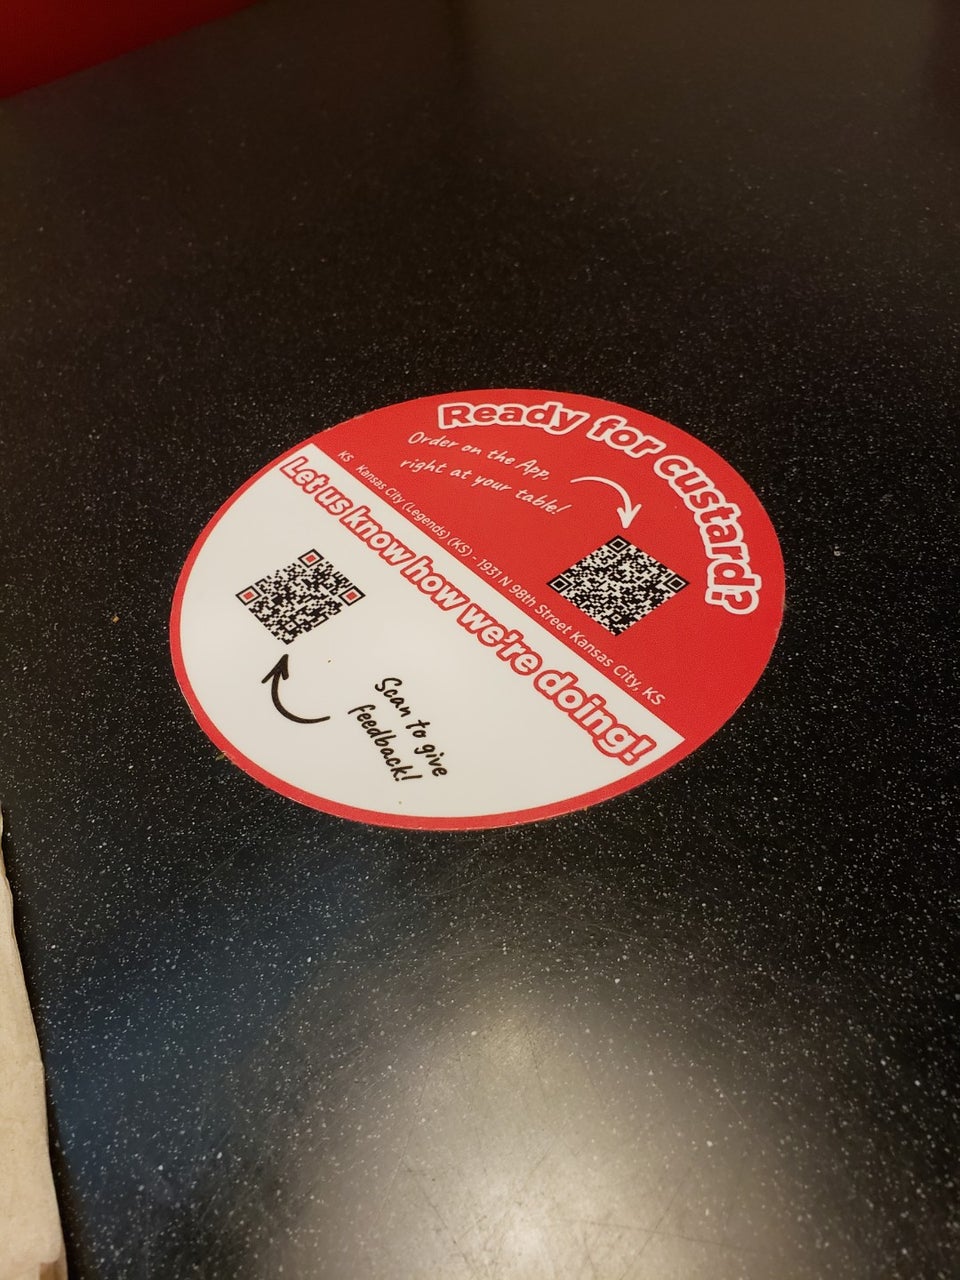 Ready for custard?
Order on the App,
right at your table!
KS Kansas City (Legends) (KS) - 1931 N 98th Street Kansas City, KS
Let us know how we're doing!
Scan to give
feedback!